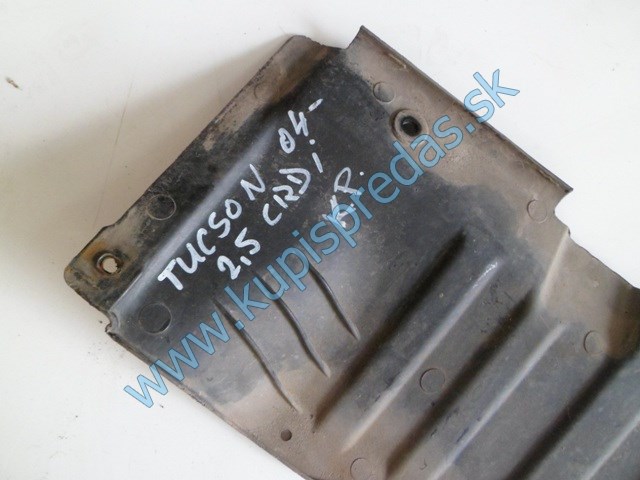 TUCSON 04-
2,5 CRDi
K.P.
www.kupispredas.sk